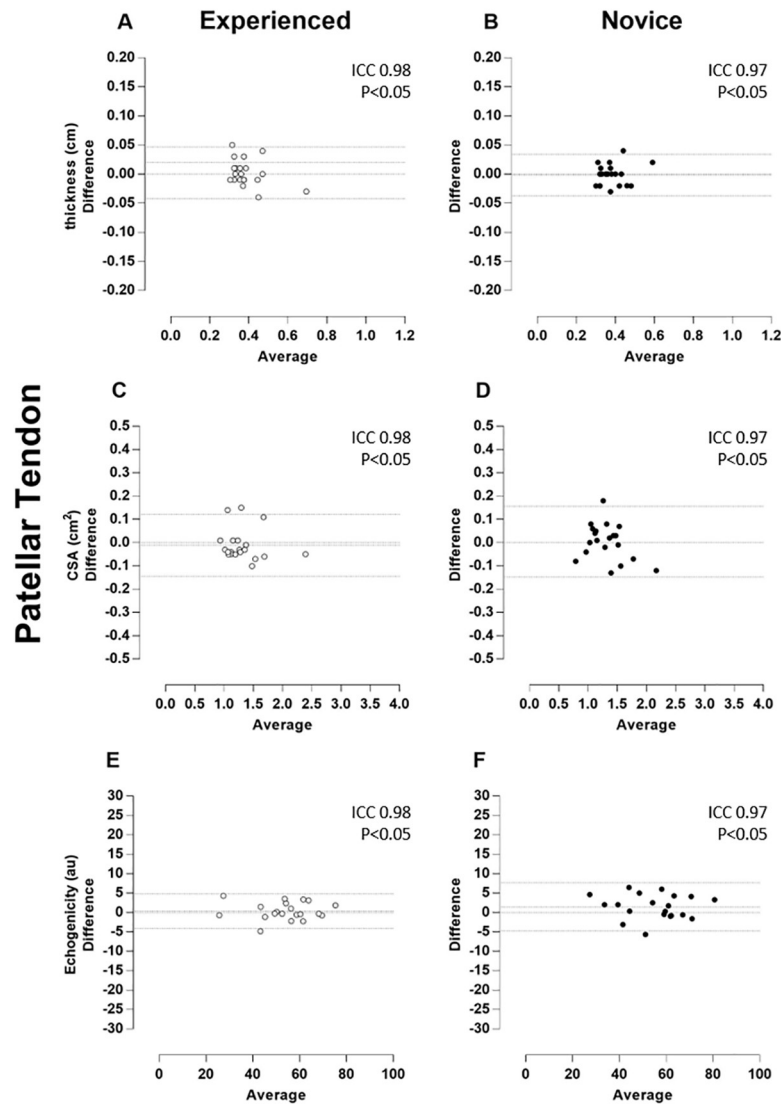 Experienced
Novice
Patellar Tendon
A
ICC 0.98
P<0.05
thickness (cm)
Difference
0.20
0.15
0.10
0.05
0.00
-0.05
-0.10
-0.15
-0.20
0.0 0.2 0.4 0.6 0.8 1.0 1.2
Average
B
ICC 0.97
P<0.05
Difference
0.20
0.15
0.10
0.05
0.00
-0.05
-0.10
-0.15
-0.20
0.0 0.2 0.4 0.6 0.8 1.0 1.2
Average
C
ICC 0.98
P<0.05
CSA (cm²)
Difference
0.5
0.4
0.3
0.2
0.1
0.0
-0.1
-0.2
-0.3
-0.4
-0.5
0.0 0.5 1.0 1.5 2.0 2.5 3.0 3.5 4.0
Average
D
ICC 0.97
P<0.05
Difference
0.5
0.4
0.3
0.2
0.1
0.0
-0.1
-0.2
-0.3
-0.4
-0.5
0.0 0.5 1.0 1.5 2.0 2.5 3.0 3.5 4.0
Average
E
ICC 0.98
P<0.05
Echogenicity (au)
Difference
30
25
20
15
10
5
0
-5
-10
-15
-20
-25
-30
0 20 40 60 80 100
Average
F
ICC 0.97
P<0.05
Difference
30
25
20
15
10
5
0
-5
-10
-15
-20
-25
-30
0 20 40 60 80 100
Average